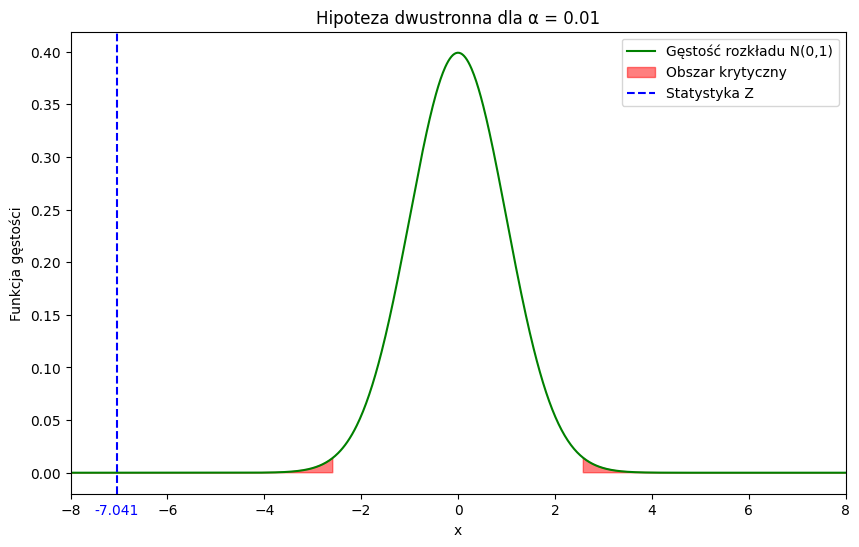 Hipoteza dwustronna dla α = 0.01
Gęstość rozkładu N(0,1)
Obszar krytyczny
Statystyka Z
Funkcja gęstości
0.40
0.35
0.30
0.25
0.20
0.15
0.10
0.05
0.00
−8 -7.041 −6 −4 −2 0 2 4 6 8
x